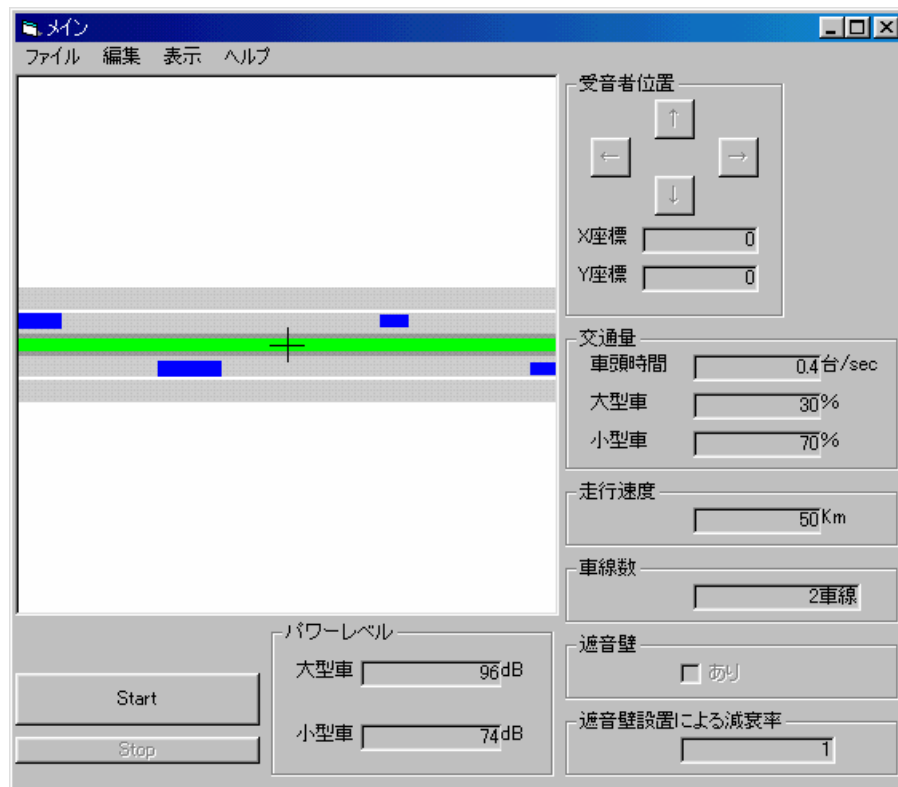 メイン
ファイル 編集 表示 ヘルプ
受音者位置
↑
← →
↓
X座標 0
Y座標 0
交通量
車頭時間 0.4台/sec
大型車 30%
小型車 70%
走行速度
50Km
車線数
2車線
遮音壁
あり
遮音壁設置による減衰率
1
パワーレベル
大型車 96dB
小型車 74dB
Start
Stop